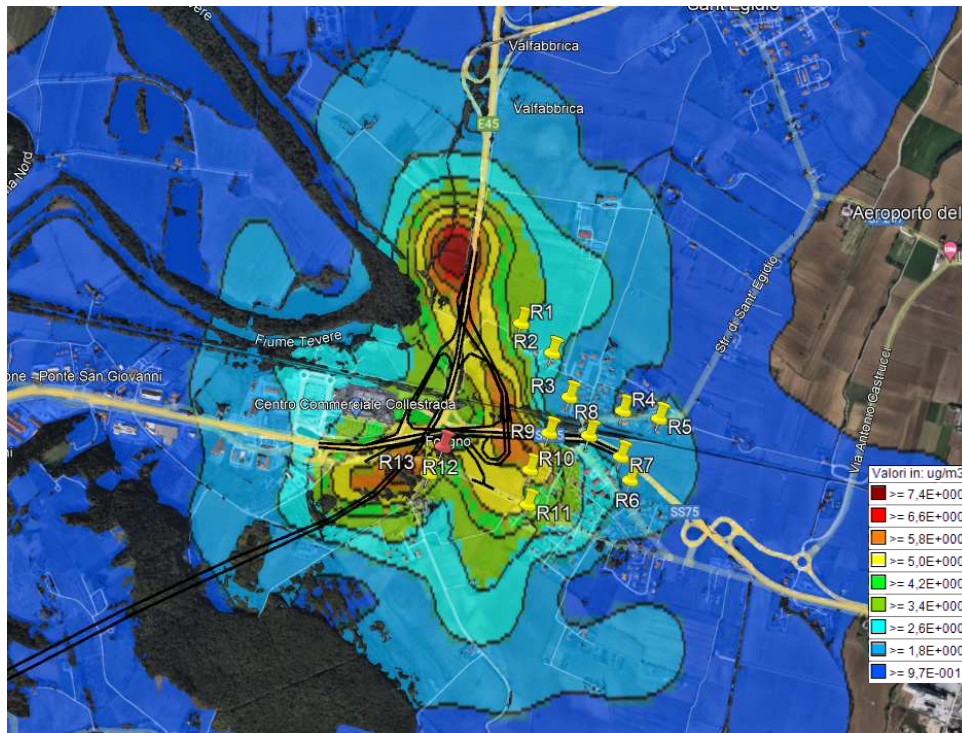 Sant'Egidio
Valfabbrica
Valfabbrica
E45
Aeroporto del
Str. di Sant' Egidio
Fiume Tevere
R1
R2
one - Ponte San Giovanni
Centro Commerciale Collestrada
R3
R4
R8
R5
R9
Foligno
R10
R13
R12
R7
R6
R11
SS75
Via Antonio Castrucci
Valori in: ug/m3
>= 7,4E+000
>= 6,6E+000
>= 5,8E+000
>= 5,0E+000
>= 4,2E+000
>= 3,4E+000
>= 2,6E+000
>= 1,8E+000
>= 9,7E-001